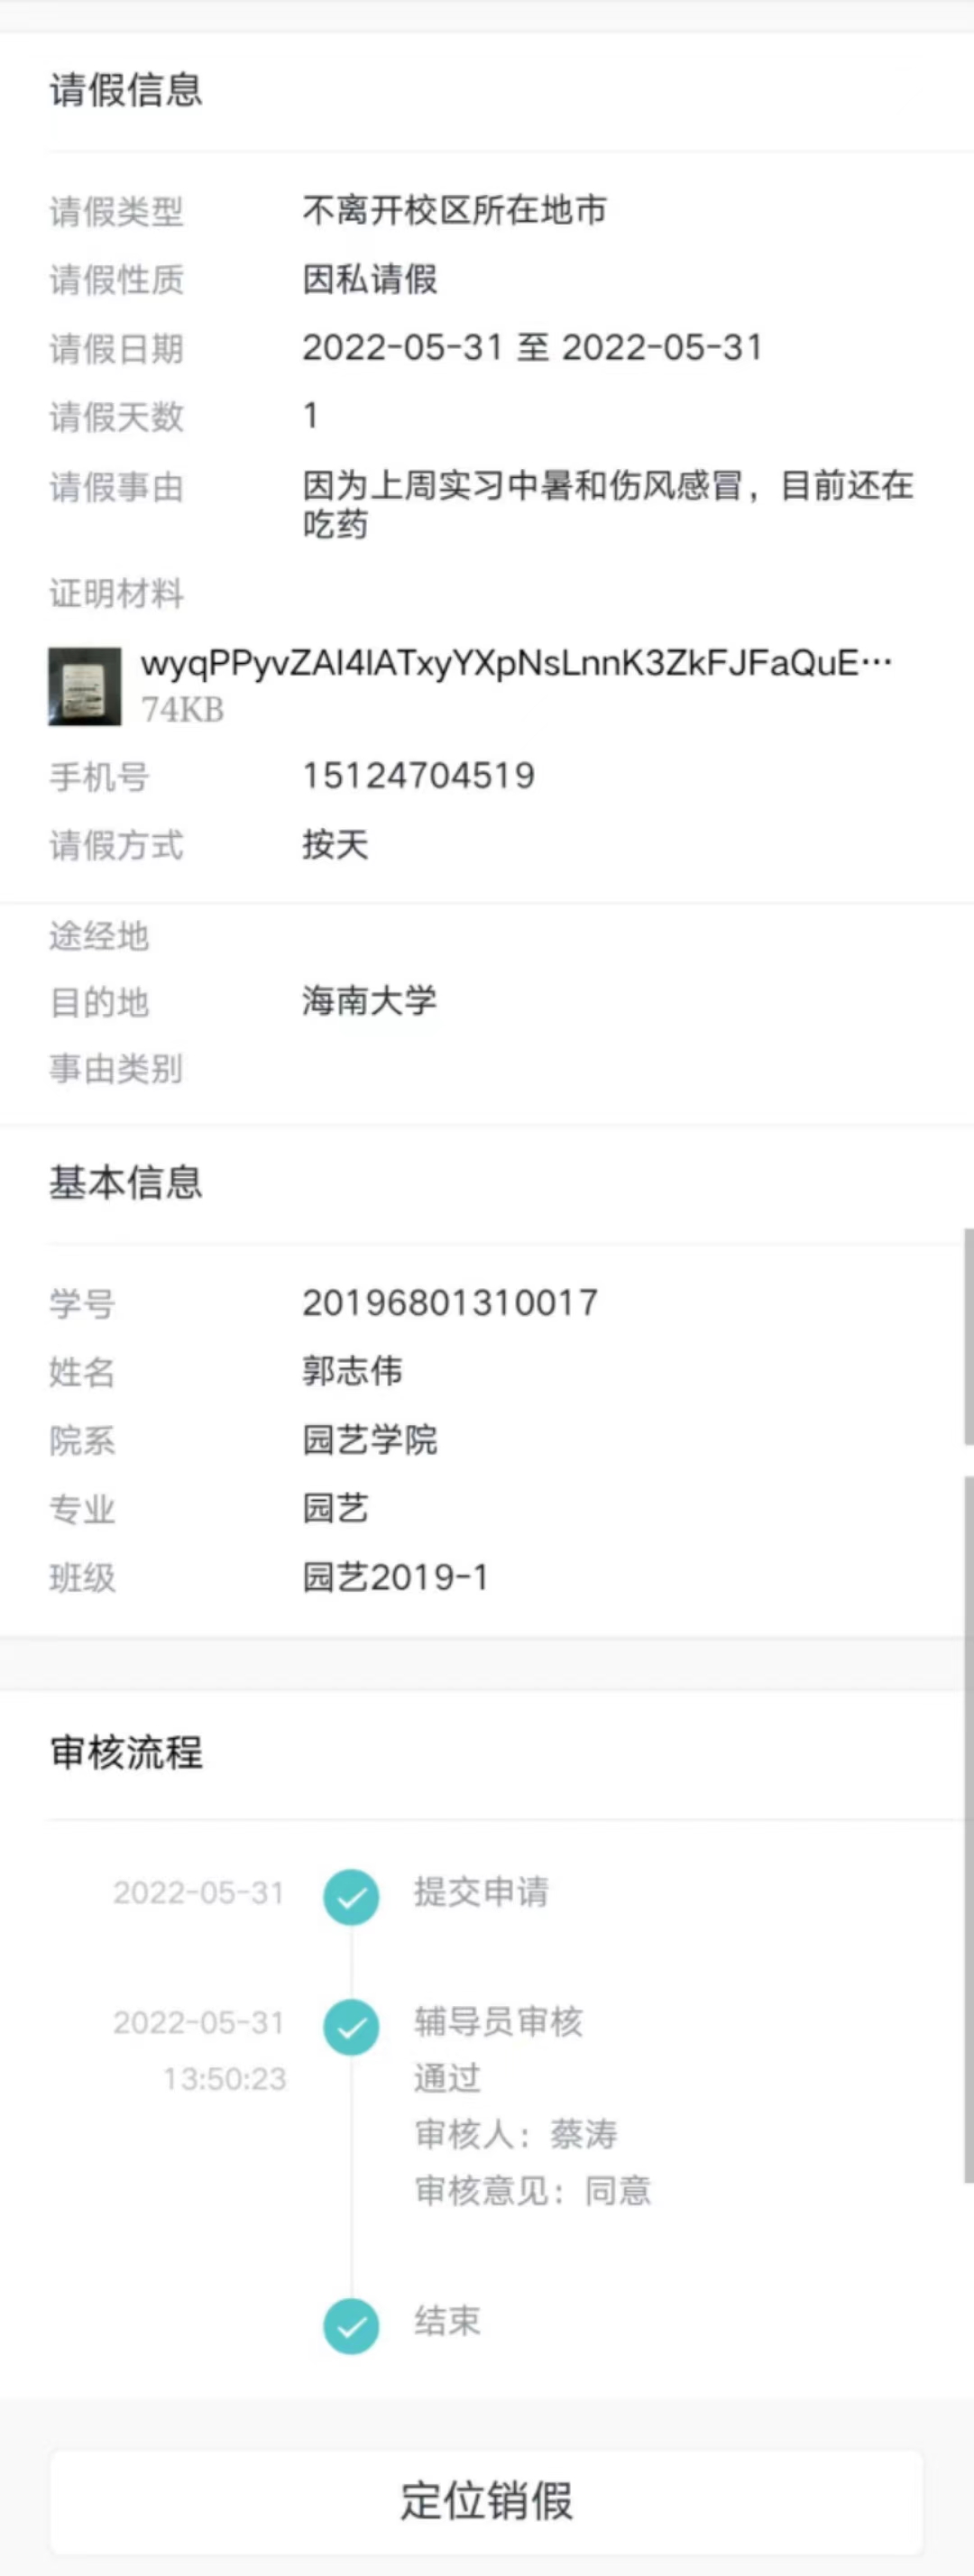 请假信息
请假类型 不离开校区所在地市
请假性质 因私请假
请假日期 2022-05-31 至 2022-05-31
请假天数 1
请假事由 因为上周实习中暑和伤风感冒，目前还在
吃药
证明材料
wyqPPyvZAI4lATxyYXpNsLnnK3ZkFJFaQuE…
74KB
手机号 15124704519
请假方式 按天
途经地
目的地 海南大学
事由类别
基本信息
学号 20196801310017
姓名 郭志伟
院系 园艺学院
专业 园艺
班级 园艺2019-1
审核流程
2022-05-31 提交申请
2022-05-31 辅导员审核
13:50:23 通过
审核人：蔡涛
审核意见：同意
结束
定位销假